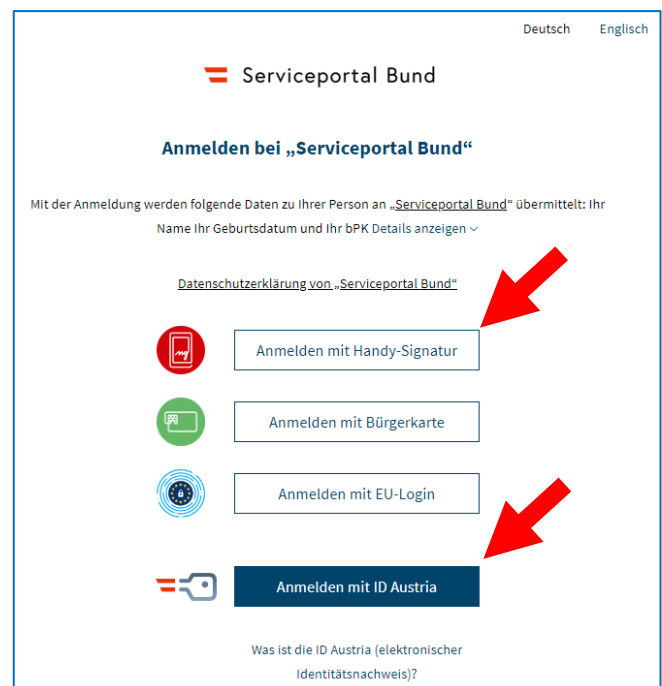 Deutsch Englisch
Serviceportal Bund
Anmelden bei „Serviceportal Bund“
Mit der Anmeldung werden folgende Daten zu Ihrer Person an „Serviceportal Bund“ übermittelt: Ihr
Name Ihr Geburtsdatum und Ihr bPK Details anzeigen
Datenschutzerklärung von „Serviceportal Bund“
Anmelden mit Handy-Signatur
Anmelden mit Bürgerkarte
Anmelden mit EU-Login
Anmelden mit ID Austria
Was ist die ID Austria (elektronischer
Identitätsnachweis)?